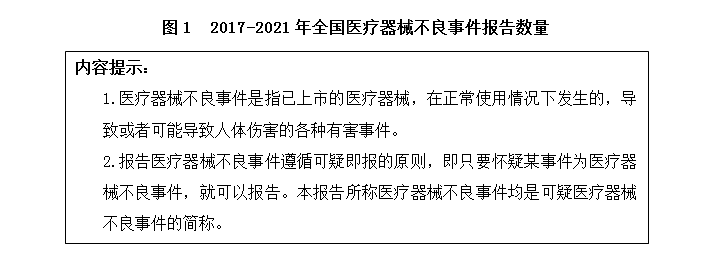 图1 2017-2021年全国医疗器械不良事件报告数量
内容提示：
1.医疗器械不良事件是指已上市的医疗器械，在正常使用情况下发生的，导
致或者可能导致人体伤害的各种有害事件。
2.报告医疗器械不良事件遵循可疑即报的原则，即只要怀疑某事件为医疗器
械不良事件，就可以报告。本报告所称医疗器械不良事件均是可疑医疗器械
不良事件的简称。